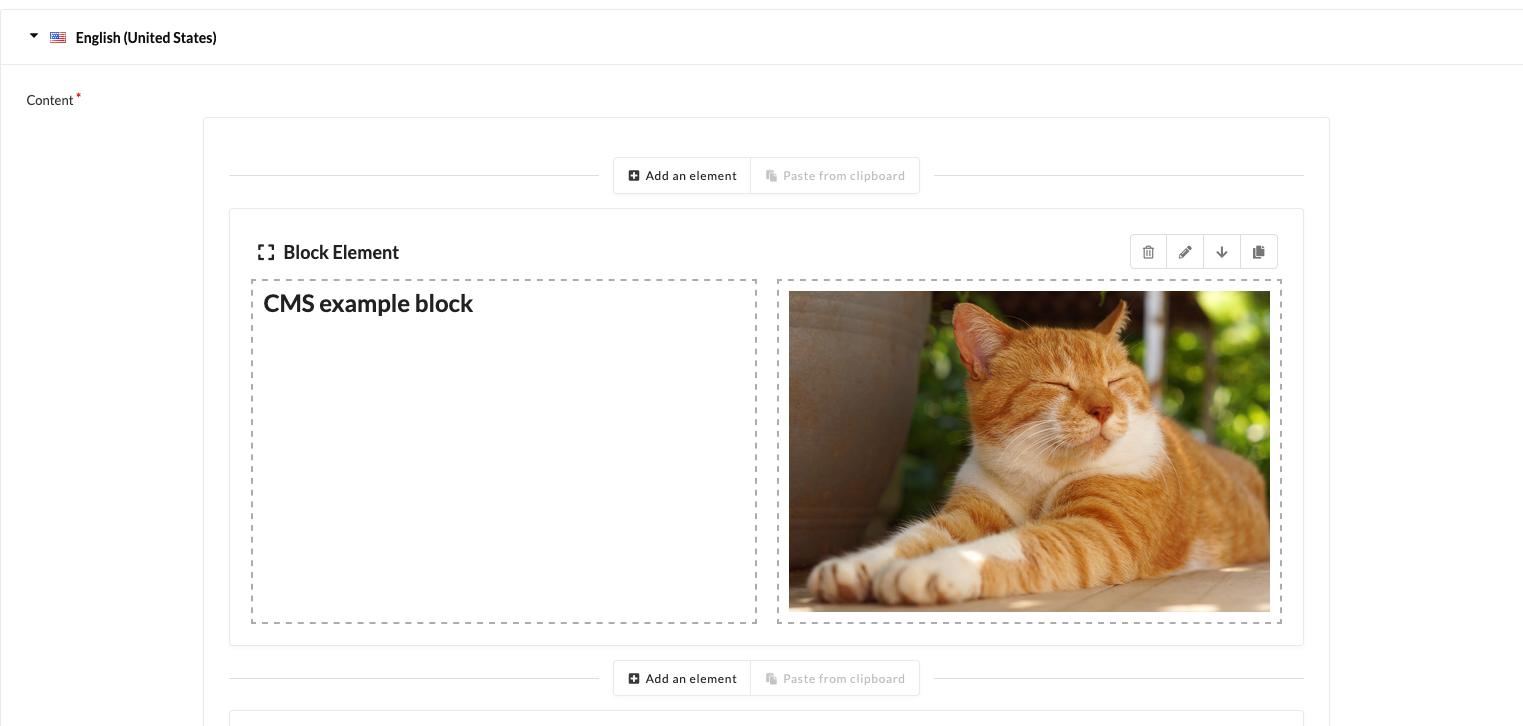 English (United States)
Content *
Add an element Paste from clipboard
Block Element
CMS example block
Add an element Paste from clipboard